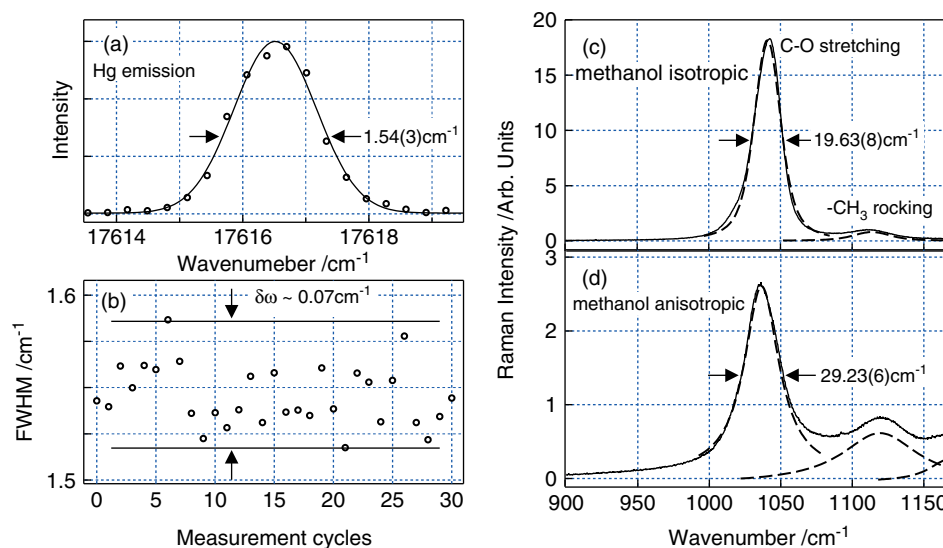 (a)
Hg emission
1.54(3)cm⁻¹
Intensity
17614 17616 17618
Wavenumeber /cm⁻¹
(b)
δω ~ 0.07cm⁻¹
1.6
1.5
FWHM /cm⁻¹
0 5 10 15 20 25 30
Measurement cycles
(c)
C-O stretching
methanol isotropic
19.63(8)cm⁻¹
-CH₃ rocking
20
15
10
5
0
Raman Intensity /Arb. Units
(d)
methanol anisotropic
29.23(6)cm⁻¹
3
2
1
0
900 1000 1050 1100 1150
Wavenumber /cm⁻¹